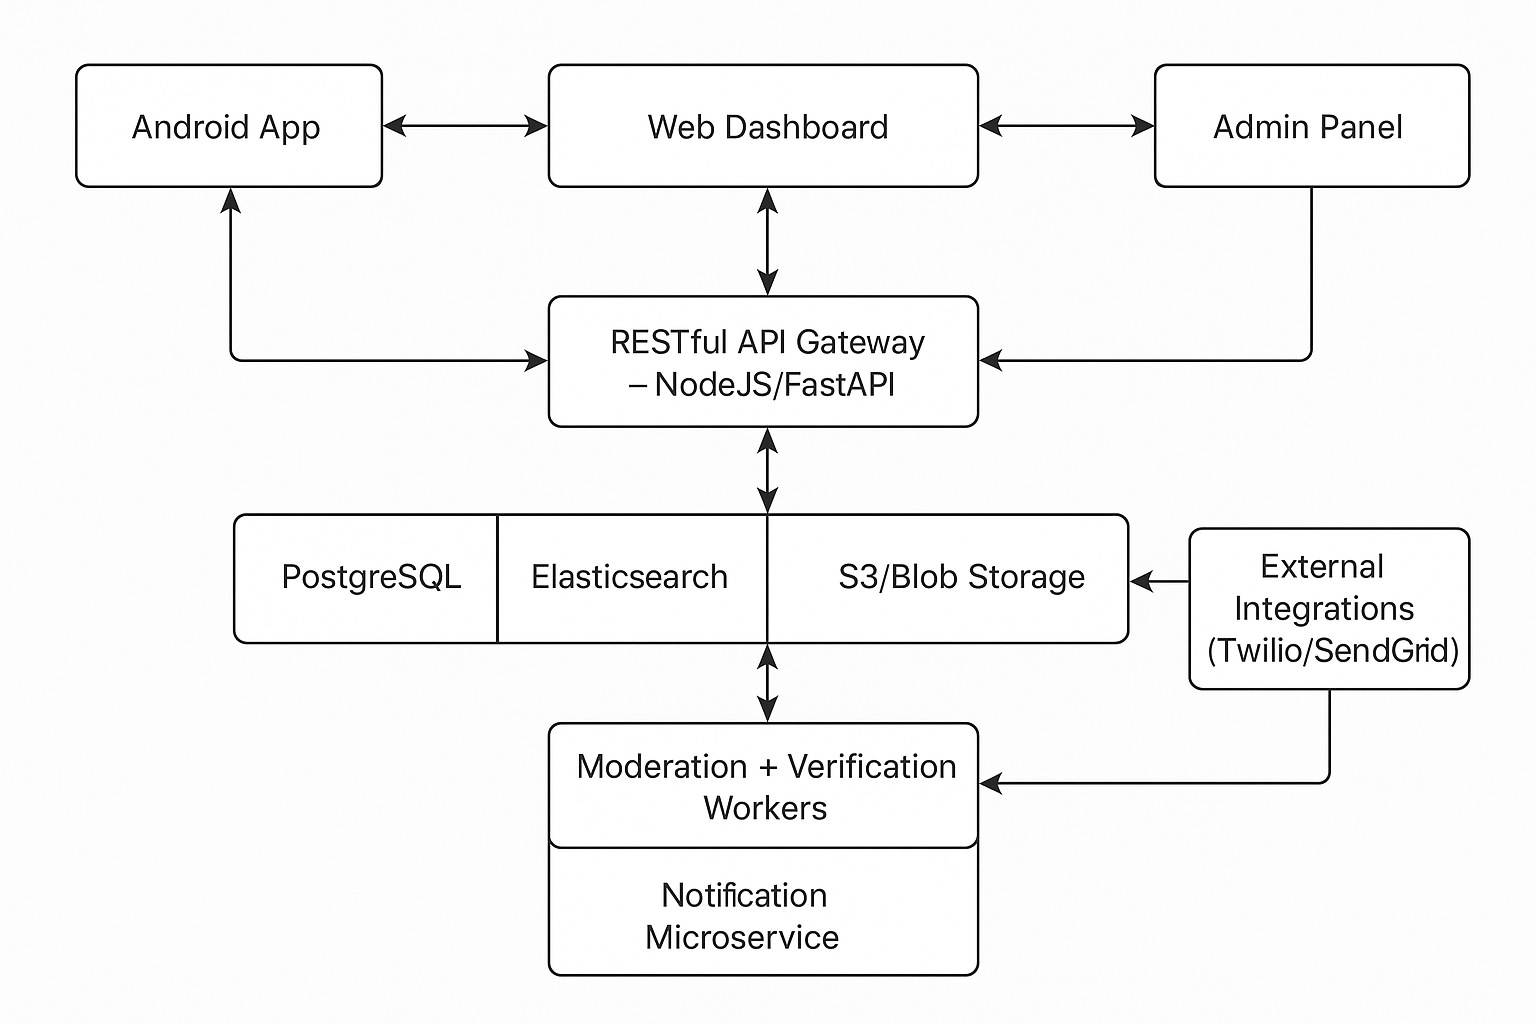 Android App
Web Dashboard
Admin Panel
RESTful API Gateway
– NodeJS/FastAPI
PostgreSQL
Elasticsearch
S3/Blob Storage
External
Integrations
(Twilio/SendGrid)
Moderation + Verification
Workers
Notification
Microservice